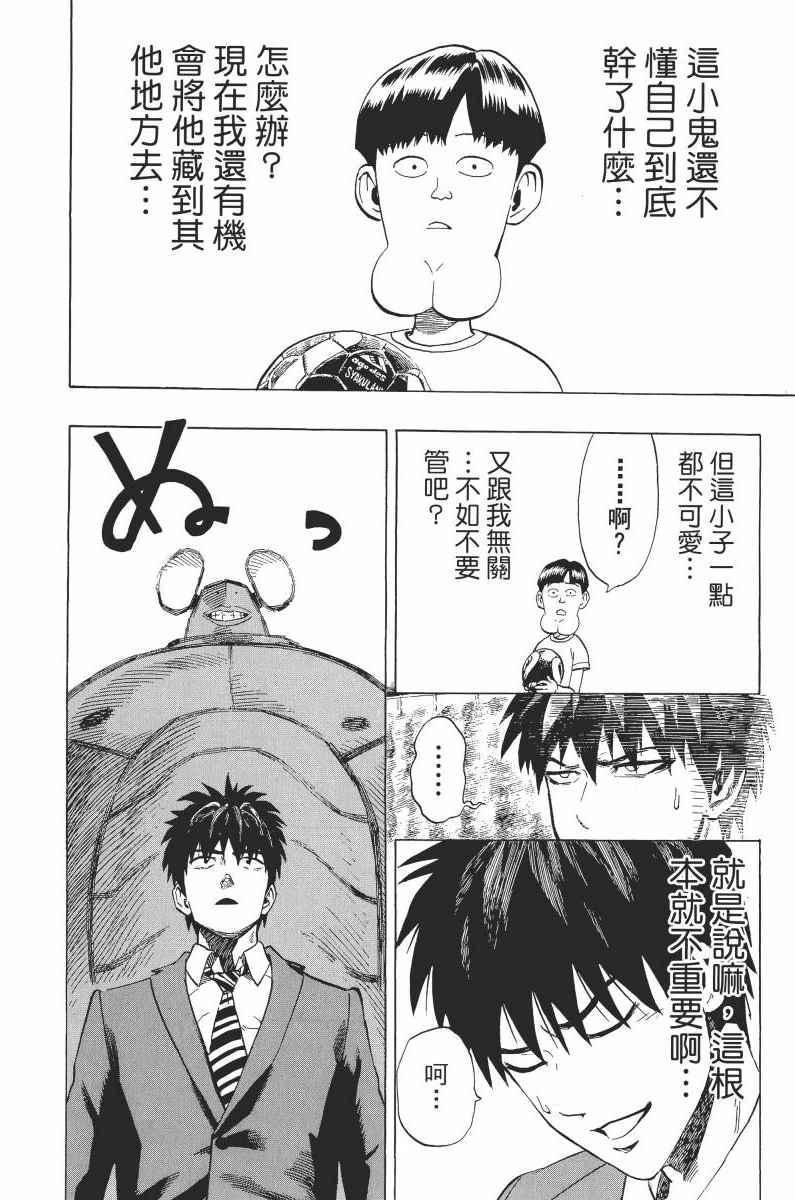 這小鬼還不
懂自己到底
幹了什麼…
怎麼辦？
現在我還有機
會將他藏到其
他地方去…
agodas
SYAKULAN
但這小子一點
都不可愛…
……啊？
又跟我無關
…不如不要
管吧？
……
就是說嘛，這根
本就不重要啊…
呵…
ぬっ